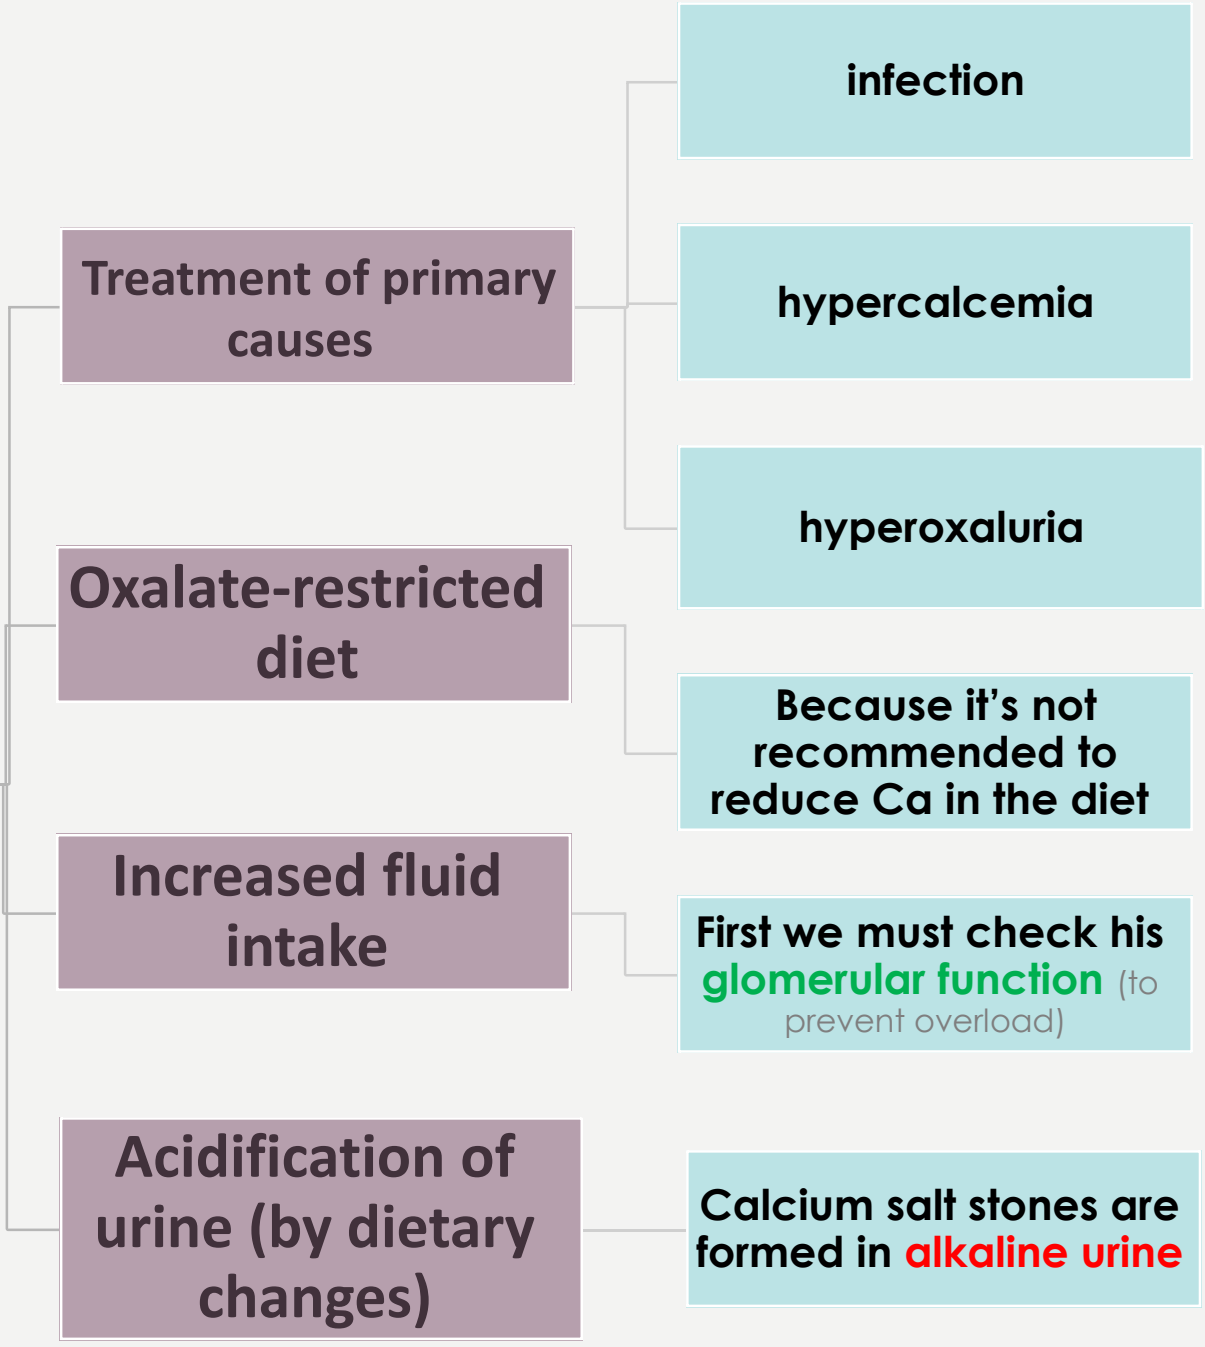 Treatment of primary
causes
infection
hypercalcemia
hyperoxaluria
Oxalate-restricted
diet
Because it’s not
recommended to
reduce Ca in the diet
Increased fluid
intake
First we must check his
glomerular function (to
prevent overload)
Acidification of
urine (by dietary
changes)
Calcium salt stones are
formed in alkaline urine